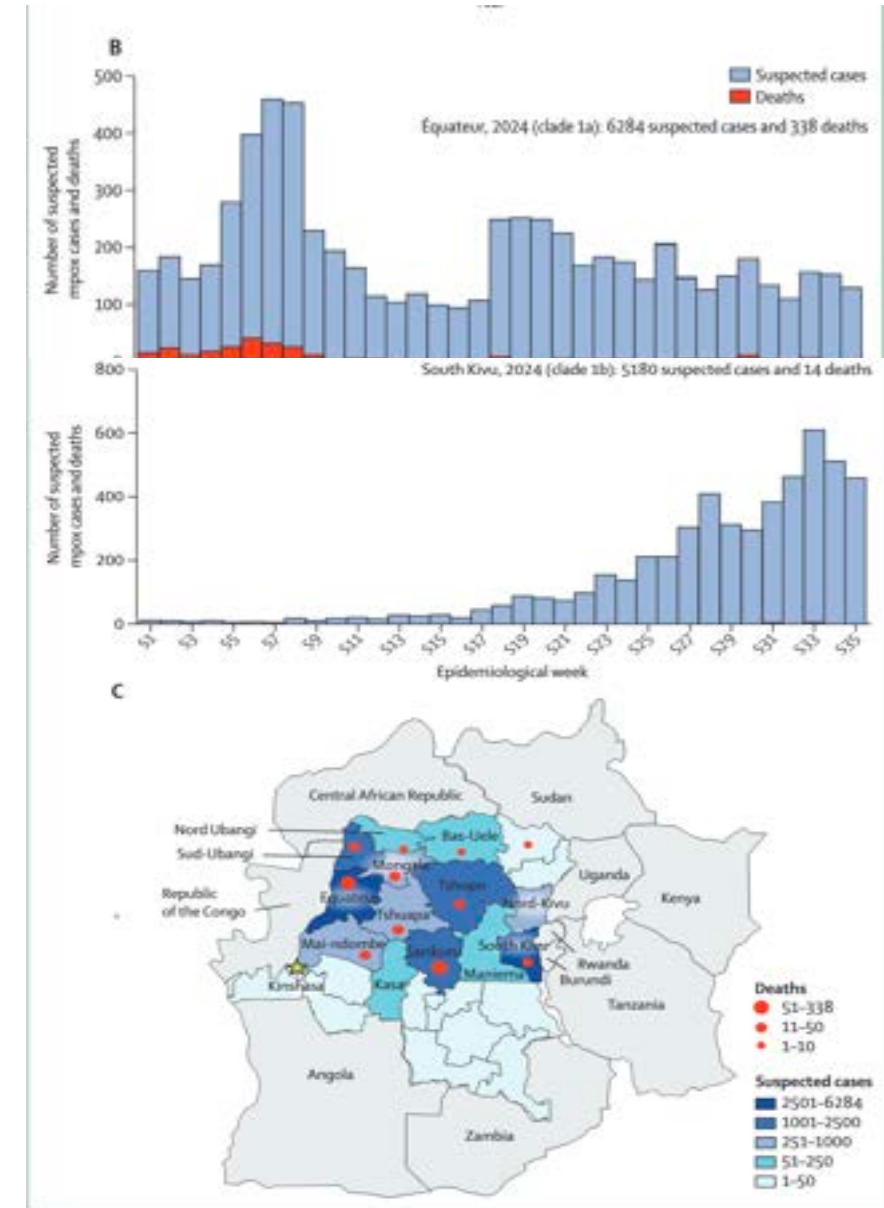 B
500
400
300
200
100
Number of suspected
mpox cases and deaths
Suspected cases
Deaths
Équateur, 2024 (clade 1a): 6284 suspected cases and 338 deaths
800
600
400
200
0
Number of suspected
mpox cases and deaths
South Kivu, 2024 (clade 1b): 5180 suspected cases and 14 deaths
S1 S3 S5 S7 S9 S11 S13 S15 S17 S19 S21 S23 S25 S27 S29 S31 S33 S35
Epidemiological week
C
Central African Republic
Sudan
Nord Ubangi
Bas-Uele
Sud-Ubangi
Mongala
Uganda
Kenya
Republic
of the Congo
Équateur
Tshopo
Nord-Kivu
Tshuapa
Mai-ndombe
Sankuru
South Kivu
Rwanda
Maniema
Burundi
Kinshasa
Kasai
Tanzania
Angola
Zambia
Deaths
51–338
11–50
1–10
Suspected cases
2501–6284
1001–2500
251–1000
51–250
1–50